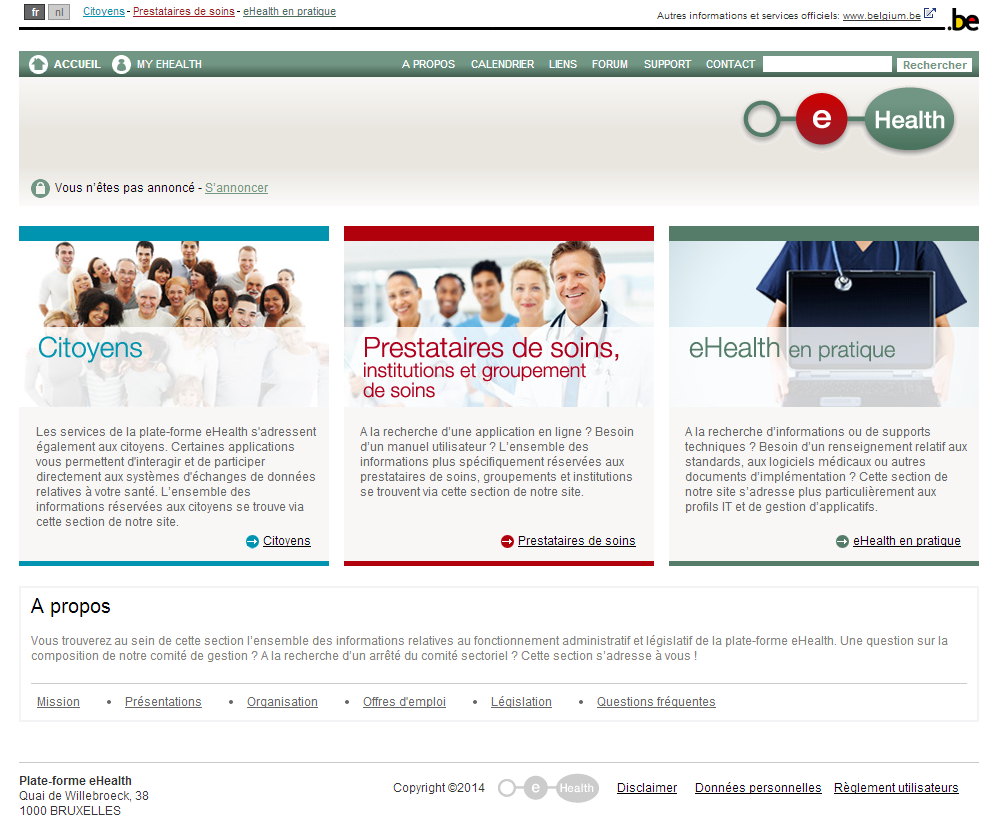 fr nl Citoyens - Prestataires de soins - eHealth en pratique
Autres informations et services officiels: www.belgium.be
.be
ACCUEIL MY EHEALTH A PROPOS CALENDRIER LIENS FORUM SUPPORT CONTACT Rechercher
e Health
Vous n'êtes pas annoncé - S'annoncer
Citoyens
Les services de la plate-forme eHealth s'adressent
également aux citoyens. Certaines applications
vous permettent d'interagir et de participer
directement aux systèmes d'échanges de données
relatives à votre santé. L'ensemble des
informations réservées aux citoyens se trouve via
cette section de notre site.
Citoyens
Prestataires de soins,
institutions et groupement
de soins
A la recherche d'une application en ligne ? Besoin
d'un manuel utilisateur ? L'ensemble des
informations plus spécifiquement réservées aux
prestataires de soins, groupements et institutions
se trouvent via cette section de notre site.
Prestataires de soins
eHealth en pratique
A la recherche d'informations ou de supports
techniques ? Besoin d'un renseignement relatif aux
standards, aux logiciels médicaux ou autres
documents d'implémentation ? Cette section de
notre site s'adresse plus particulièrement aux
profils IT et de gestion d'applicatifs.
eHealth en pratique
A propos
Vous trouverez au sein de cette section l'ensemble des informations relatives au fonctionnement administratif et législatif de la plate-forme eHealth. Une question sur la
composition de notre comité de gestion ? A la recherche d'un arrêté du comité sectoriel ? Cette section s'adresse à vous !
Mission • Présentations • Organisation • Offres d'emploi • Législation • Questions fréquentes
Plate-forme eHealth
Quai de Willebroeck, 38
1000 BRUXELLES
Copyright ©2014 e Health Disclaimer Données personnelles Règlement utilisateurs